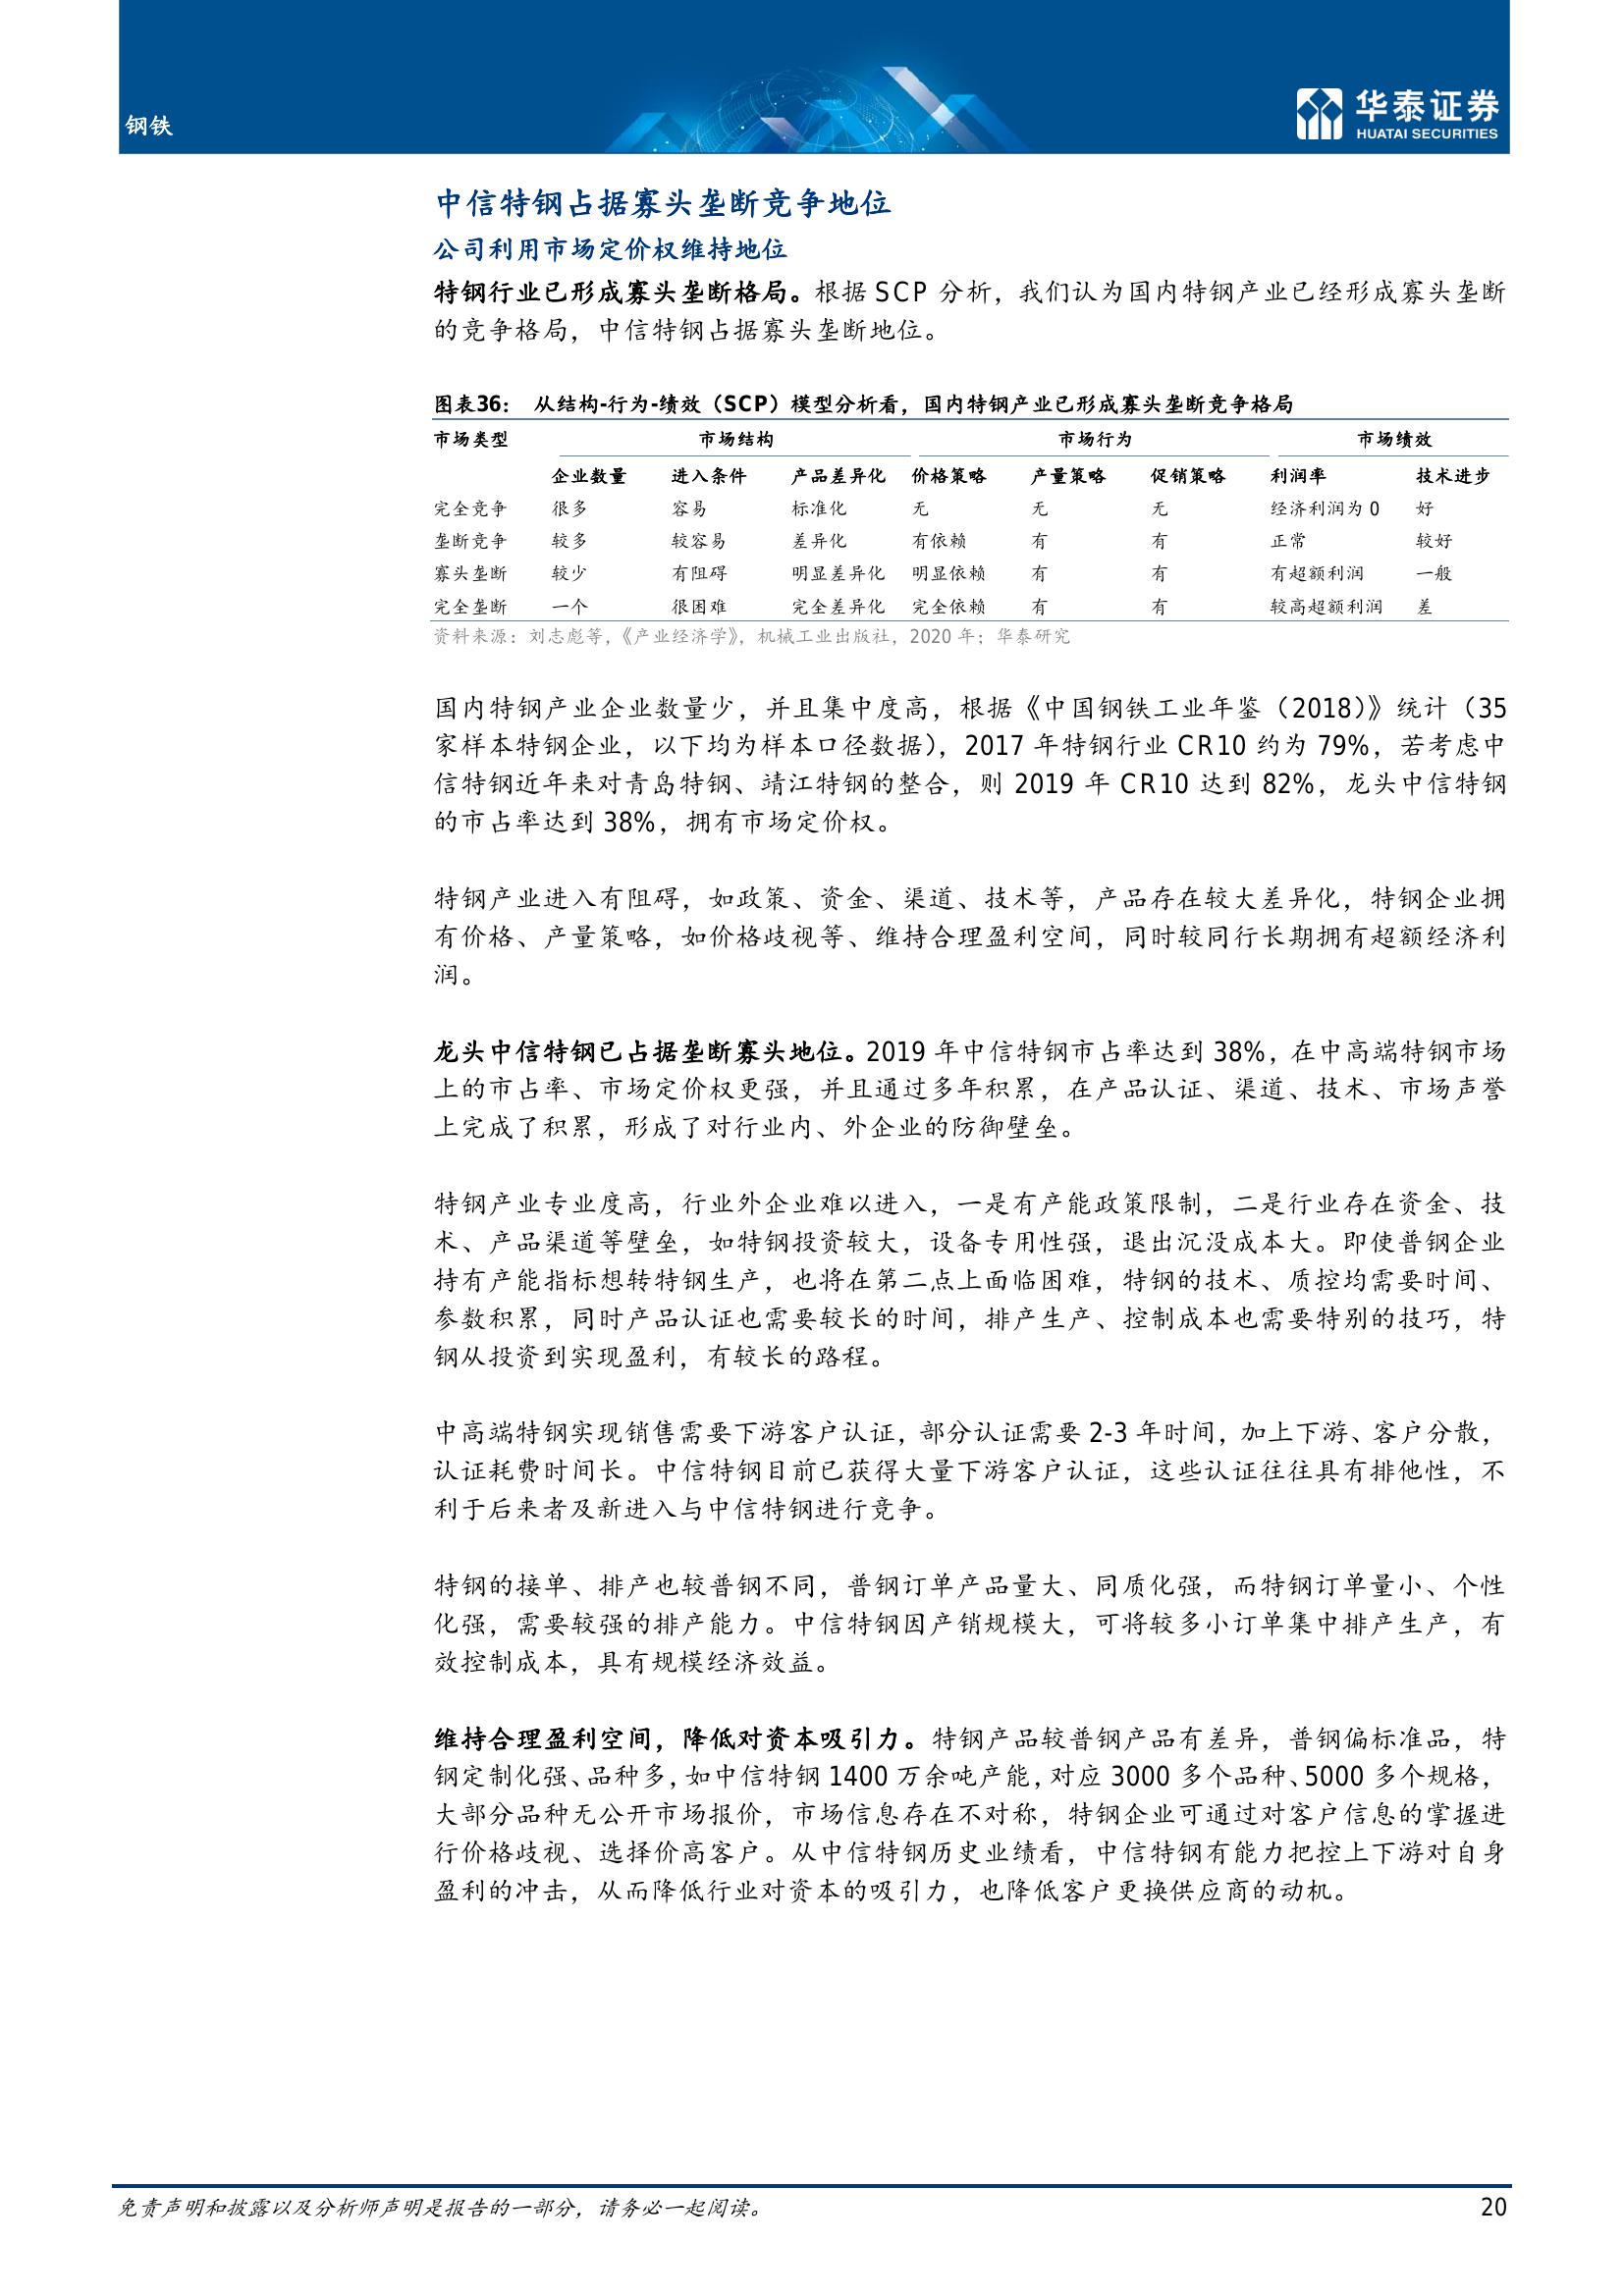 钢铁
华泰证券
HUATAI SECURITIES
中信特钢占据寡头垄断竞争地位
公司利用市场定价权维持地位
特钢行业已形成寡头垄断格局。根据 SCP 分析，我们认为国内特钢产业已经形成寡头垄断
的竞争格局，中信特钢占据寡头垄断地位。
图表36： 从结构-行为-绩效（SCP）模型分析看，国内特钢产业已形成寡头垄断竞争格局
市场类型 市场结构 市场行为 市场绩效
企业数量 进入条件 产品差异化 价格策略 产量策略 促销策略 利润率 技术进步
完全竞争 很多 容易 标准化 无 无 无 经济利润为 0 好
垄断竞争 较多 较容易 差异化 有依赖 有 有 正常 较好
寡头垄断 较少 有阻碍 明显差异化 明显依赖 有 有 有超额利润 一般
完全垄断 一个 很困难 完全差异化 完全依赖 有 有 较高超额利润 差
资料来源：刘志彪等，《产业经济学》，机械工业出版社，2020 年；华泰研究
国内特钢产业企业数量少，并且集中度高，根据《中国钢铁工业年鉴（2018）》统计（35
家样本特钢企业，以下均为样本口径数据），2017 年特钢行业 CR10 约为 79%，若考虑中
信特钢近年来对青岛特钢、靖江特钢的整合，则 2019 年 CR10 达到 82%，龙头中信特钢
的市占率达到 38%，拥有市场定价权。
特钢产业进入有阻碍，如政策、资金、渠道、技术等，产品存在较大差异化，特钢企业拥
有价格、产量策略，如价格歧视等、维持合理盈利空间，同时较同行长期拥有超额经济利
润。
龙头中信特钢已占据垄断寡头地位。2019 年中信特钢市占率达到 38%，在中高端特钢市场
上的市占率、市场定价权更强，并且通过多年积累，在产品认证、渠道、技术、市场声誉
上完成了积累，形成了对行业内、外企业的防御壁垒。
特钢产业专业度高，行业外企业难以进入，一是有产能政策限制，二是行业存在资金、技
术、产品渠道等壁垒，如特钢投资较大，设备专用性强，退出沉没成本大。即使普钢企业
持有产能指标想转特钢生产，也将在第二点上面临困难，特钢的技术、质控均需要时间、
参数积累，同时产品认证也需要较长的时间，排产生产、控制成本也需要特别的技巧，特
钢从投资到实现盈利，有较长的路程。
中高端特钢实现销售需要下游客户认证，部分认证需要 2-3 年时间，加上下游、客户分散，
认证耗费时间长。中信特钢目前已获得大量下游客户认证，这些认证往往具有排他性，不
利于后来者及新进入与中信特钢进行竞争。
特钢的接单、排产也较普钢不同，普钢订单产品量大、同质化强，而特钢订单量小、个性
化强，需要较强的排产能力。中信特钢因产销规模大，可将较多小订单集中排产生产，有
效控制成本，具有规模经济效益。
维持合理盈利空间，降低对资本吸引力。特钢产品较普钢产品有差异，普钢偏标准品，特
钢定制化强、品种多，如中信特钢 1400 万余吨产能，对应 3000 多个品种、5000 多个规格，
大部分品种无公开市场报价，市场信息存在不对称，特钢企业可通过对客户信息的掌握进
行价格歧视、选择价高客户。从中信特钢历史业绩看，中信特钢有能力把控上下游对自身
盈利的冲击，从而降低行业对资本的吸引力，也降低客户更换供应商的动机。
免责声明和披露以及分析师声明是报告的一部分，请务必一起阅读。 20